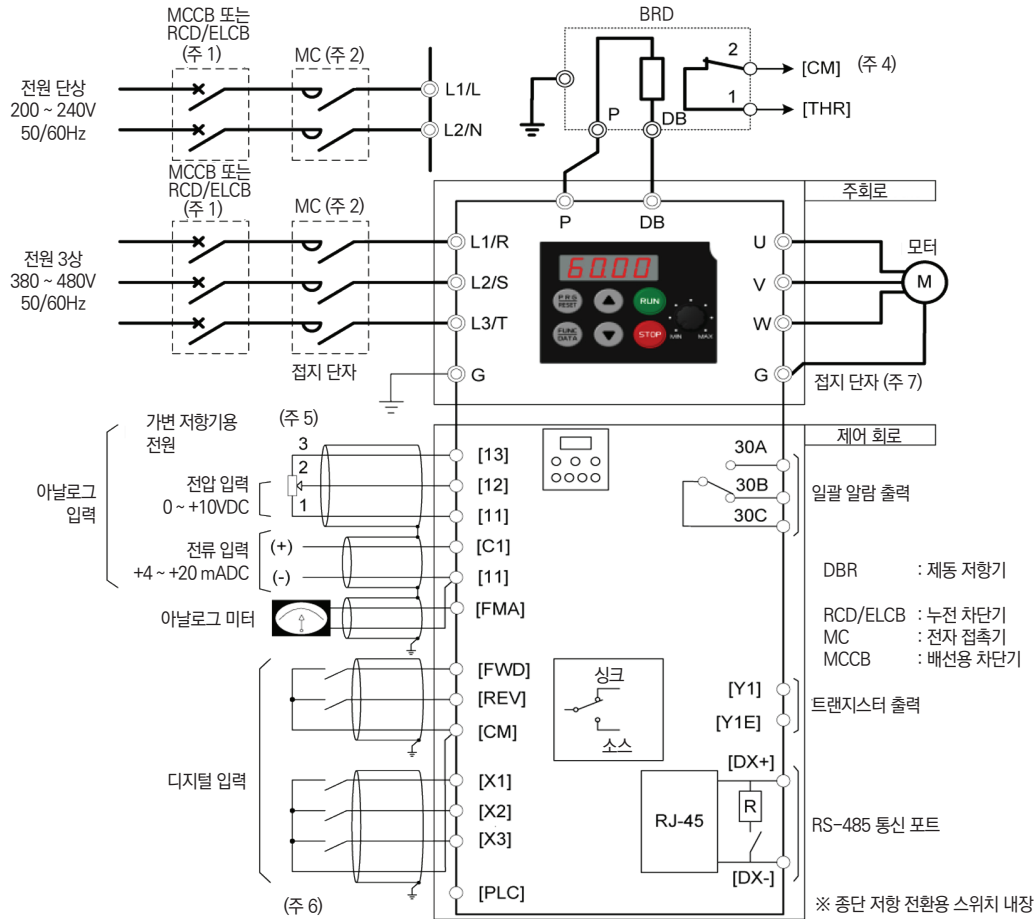 MCCB 또는
RCD/ELCB
(주 1)
MC (주 2)
전원 단상
200 ~ 240V
50/60Hz
L1/L
L2/N
BRD
2
1
P
DB
[CM]
(주 4)
[THR]
MCCB 또는
RCD/ELCB
(주 1)
MC (주 2)
전원 3상
380 ~ 480V
50/60Hz
L1/R
L2/S
L3/T
접지 단자
G
P
DB
주회로
60.00
PRG
RESET
RUN
FUNC
DATA
STOP
MIN
MAX
U
V
W
G
모터
M
접지 단자 (주 7)
제어 회로
아날로그
입력
가변 저항기용
전원
(주 5)
3
2
1
전압 입력
0 ~ +10VDC
전류 입력
+4 ~ +20 mADC
(+)
(-)
아날로그 미터
[13]
[12]
[11]
[C1]
[11]
[FMA]
30A
30B
30C
일괄 알람 출력
DBR : 제동 저항기
RCD/ELCB : 누전 차단기
MC : 전자 접촉기
MCCB : 배선용 차단기
디지털 입력
[FWD]
[REV]
[CM]
[X1]
[X2]
[X3]
[PLC]
(주 6)
싱크
소스
[Y1]
[Y1E]
트랜지스터 출력
[DX+]
RJ-45
R
[DX-]
RS-485 통신 포트
※ 종단 저항 전환용 스위치 내장